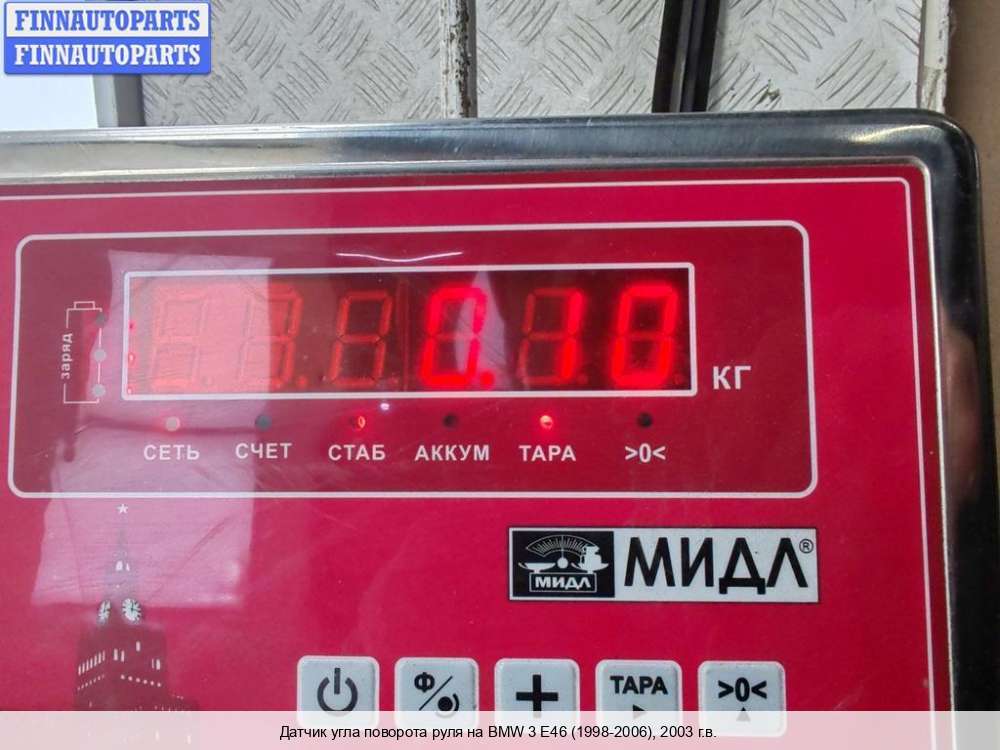 FINNAUTOPARTS
FINNAUTOPARTS
заряд
0.10
КГ
СЕТЬ СЧЕТ СТАБ АККУМ ТАРА >0<
МИДЛ МИДЛ®
Ф + ТАРА >0<
Датчик угла поворота руля на BMW 3 E46 (1998-2006), 2003 г.в.